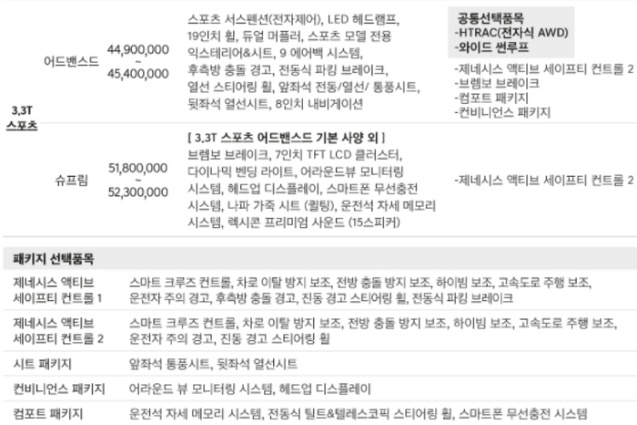 스포츠 서스펜션(전자제어), LED 헤드램프,
19인치 휠, 듀얼 머플러, 스포츠 모델 전용
익스테리어&시트, 9 에어백 시스템,
후측방 충돌 경고, 전동식 파킹 브레이크,
열선 스티어링 휠, 앞좌석 전동/열선/ 통풍시트,
뒷좌석 열선시트, 8인치 내비게이션
어드밴스드
44,900,000
~
45,400,000
공통선택품목
-HTRAC(전자식 AWD)
-와이드 썬루프
-제네시스 액티브 세이프티 컨트롤 2
-브렘보 브레이크
-컴포트 패키지
-컨비니언스 패키지
3,3T
스포츠
슈프림
51,800,000
~
52,300,000
[ 3,3T 스포츠 어드밴스드 기본 사양 외 ]
브렘보 브레이크, 7인치 TFT LCD 클러스터,
다이나믹 벤딩 라이트, 어라운드뷰 모니터링
시스템, 헤드업 디스플레이, 스마트폰 무선충전
시스템, 나파 가죽 시트 (퀼팅), 운전석 자세 메모리
시스템, 렉시콘 프리미엄 사운드 (15스피커)
-제네시스 액티브 세이프티 컨트롤 2
패키지 선택품목
제네시스 액티브
세이프티 컨트롤 1
스마트 크루즈 컨트롤, 차로 이탈 방지 보조, 전방 충돌 방지 보조, 하이빔 보조, 고속도로 주행 보조,
운전자 주의 경고, 후측방 충돌 경고, 진동 경고 스티어링 휠, 전동식 파킹 브레이크
제네시스 액티브
세이프티 컨트롤 2
스마트 크루즈 컨트롤, 차로 이탈 방지 보조, 전방 충돌 방지 보조, 하이빔 보조, 고속도로 주행 보조,
운전자 주의 경고, 진동 경고 스티어링 휠
시트 패키지
앞좌석 통풍시트, 뒷좌석 열선시트
컨비니언스 패키지
어라운드 뷰 모니터링 시스템, 헤드업 디스플레이
컴포트 패키지
운전석 자세 메모리 시스템, 전동식 틸트&텔레스코픽 스티어링 휠, 스마트폰 무선충전 시스템